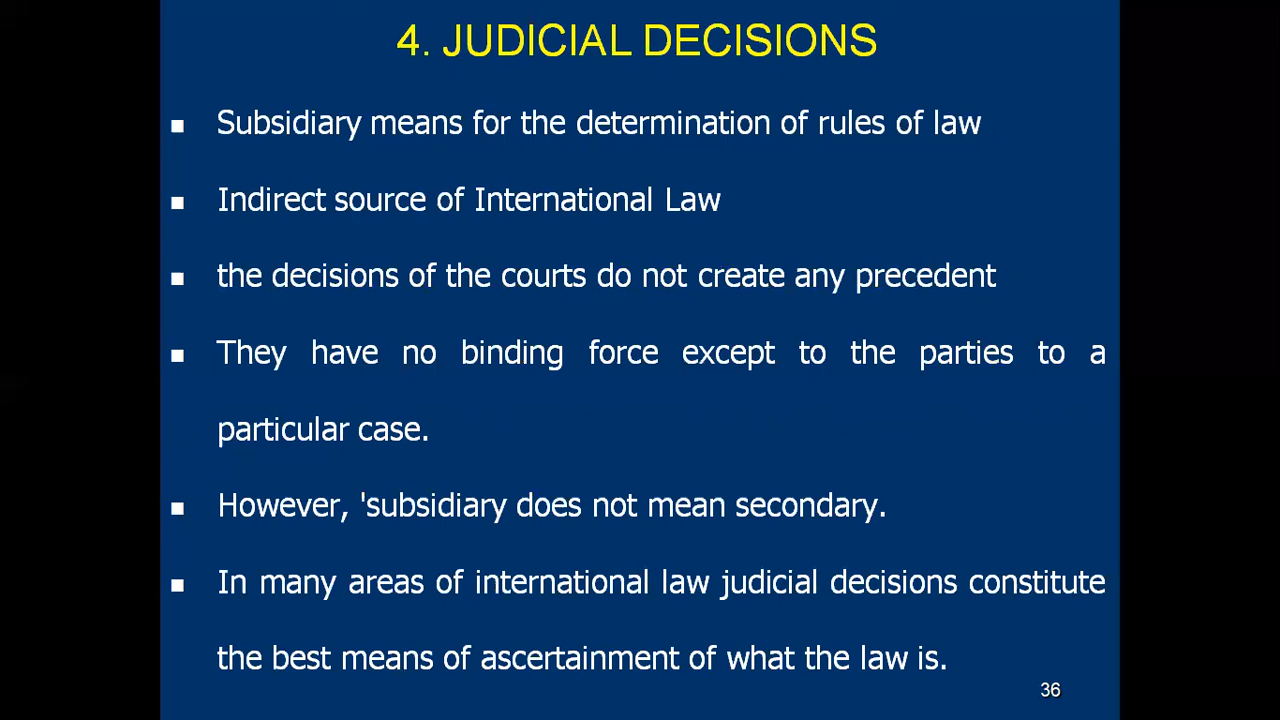 4. JUDICIAL DECISIONS
▪ Subsidiary means for the determination of rules of law
▪ Indirect source of International Law
▪ the decisions of the courts do not create any precedent
▪ They have no binding force except to the parties to a
particular case.
▪ However, 'subsidiary does not mean secondary.
▪ In many areas of international law judicial decisions constitute
the best means of ascertainment of what the law is.
36